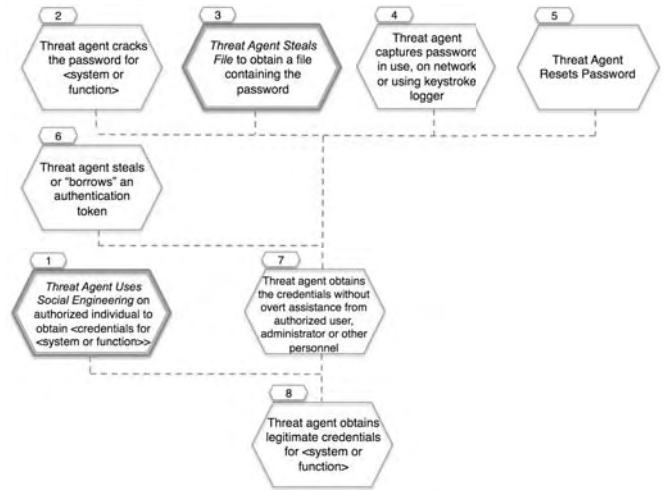 2
Threat agent cracks
the password for
<system or
function>
3
Threat Agent Steals
File to obtain a file
containing the
password
4
Threat agent
captures password
in use, on network
or using keystroke
logger
5
Threat Agent
Resets Password
6
Threat agent steals
or "borrows" an
authentication
token
1
Threat Agent Uses
Social Engineering on
authorized individual to
obtain <credentials for
<system or function>>
7
Threat agent obtains
the credentials without
overt assistance from
authorized user,
administrator or other
personnel
8
Threat agent obtains
legitimate credentials
for <system or
function>